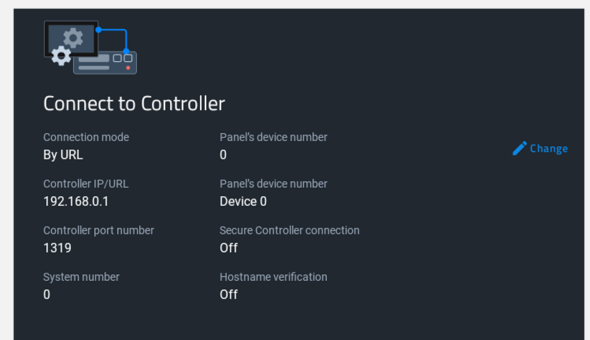 Connect to Controller
Connection mode
By URL
Panel's device number
0
Change
Controller IP/URL
192.168.0.1
Panel's device number
Device 0
Controller port number
1319
Secure Controller connection
Off
System number
0
Hostname verification
Off